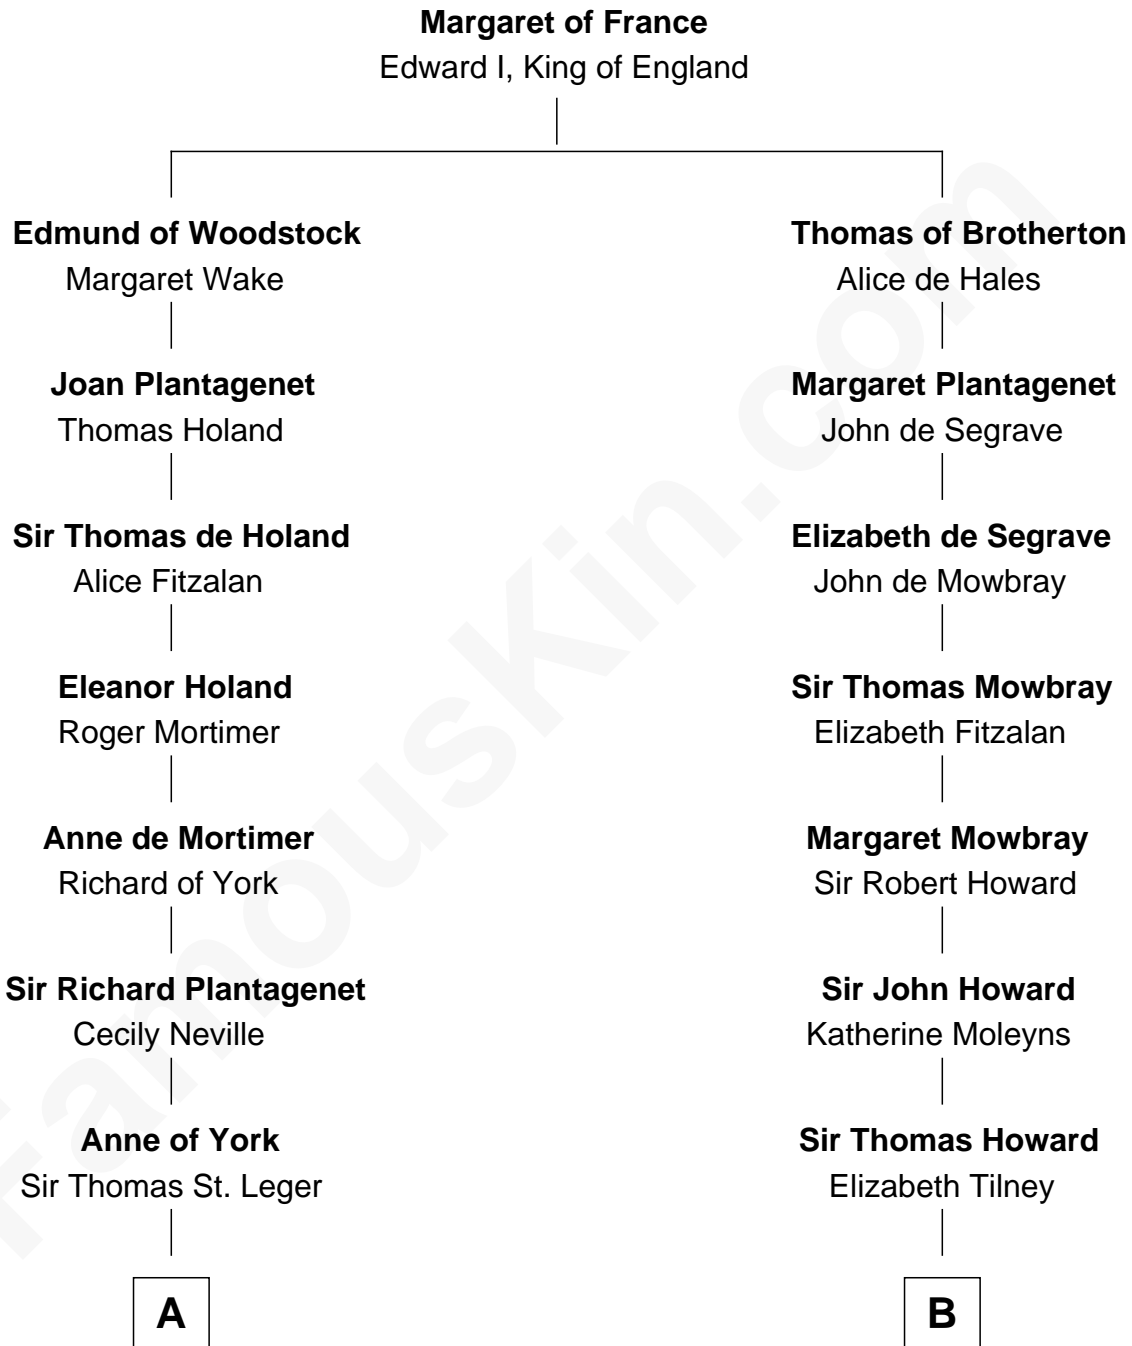 Margaret of France
Edward I, King of England
Edmund of Woodstock
Margaret Wake
Thomas of Brotherton
Alice de Hales
Joan Plantagenet
Thomas Holand
Margaret Plantagenet
John de Segrave
Sir Thomas de Holand
Alice Fitzalan
Elizabeth de Segrave
John de Mowbray
Eleanor Holand
Roger Mortimer
Sir Thomas Mowbray
Elizabeth Fitzalan
Anne de Mortimer
Richard of York
Margaret Mowbray
Sir Robert Howard
Sir Richard Plantagenet
Cecily Neville
Sir John Howard
Katherine Moleyns
Anne of York
Sir Thomas St. Leger
Sir Thomas Howard
Elizabeth Tilney
A
B
FamousKin.com